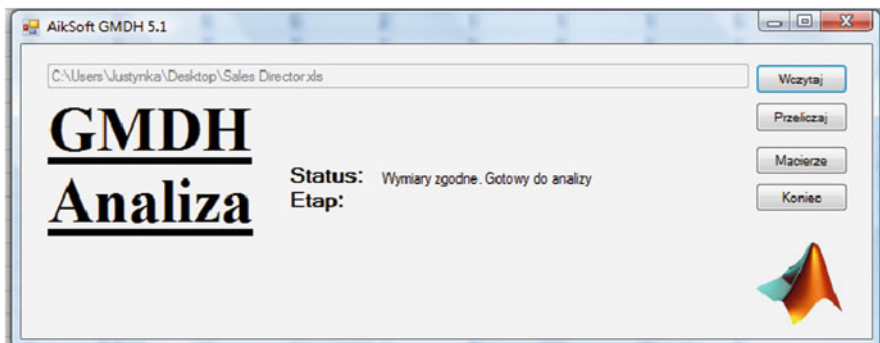 AikSoft GMDH 5.1
C:\Users\Justynka\Desktop\Sales Director.xls
Wczytaj
GMDH
Przeliczaj
Analiza
Status: Wymiary zgodne. Gotowy do analizy
Macierze
Etap:
Koniec